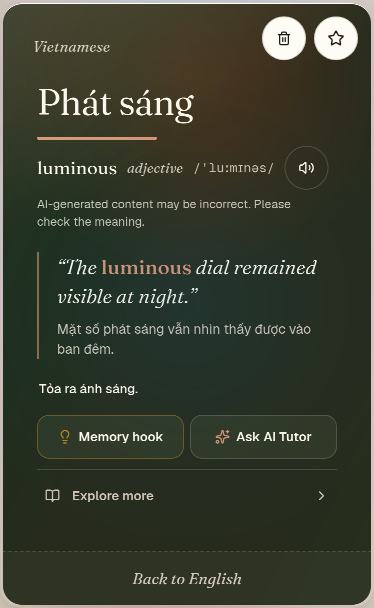 Vietnamese
Phát sáng
luminous adjective /ˈluːmɪnəs/
AI-generated content may be incorrect. Please
check the meaning.
“The luminous dial remained
visible at night.”
Mặt số phát sáng vẫn nhìn thấy được vào
ban đêm.
Tỏa ra ánh sáng.
Memory hook
Ask AI Tutor
Explore more
Back to English